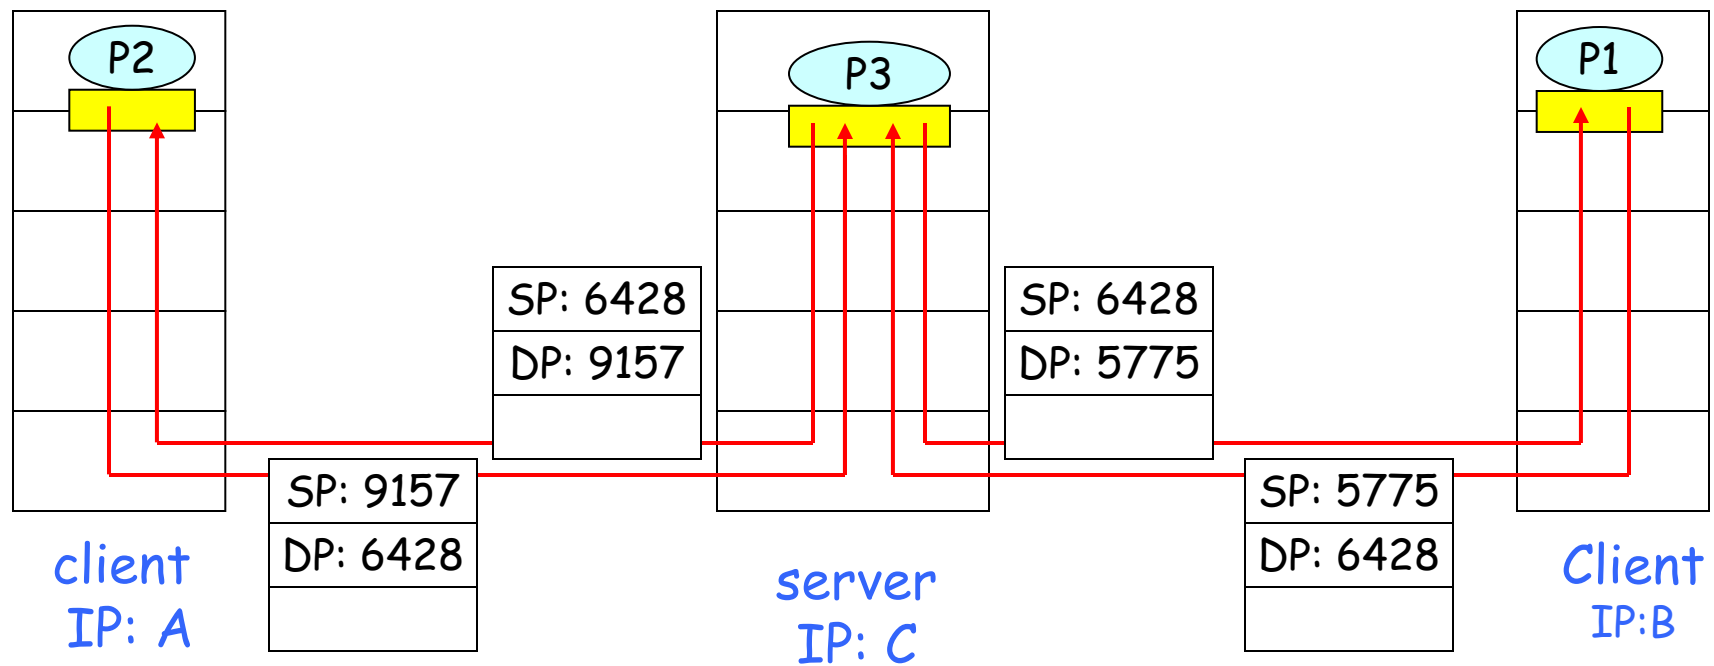 P2
P3
P1
SP: 6428
DP: 9157
SP: 6428
DP: 5775
SP: 9157
DP: 6428
SP: 5775
DP: 6428
client
IP: A
server
IP: C
Client
IP:B